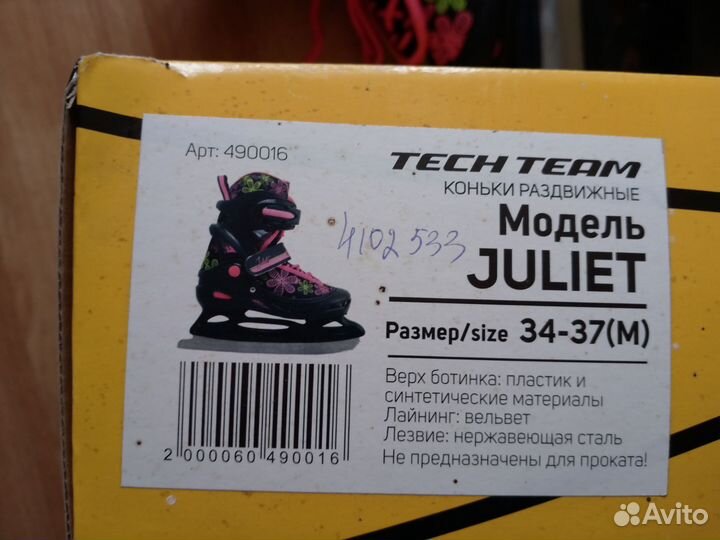 Арт: 490016
TECH TEAM
КОНЬКИ РАЗДВИЖНЫЕ
Модель
JULIET
4102533
Размер/size 34-37(M)
Верх ботинка: пластик и
синтетические материалы
Лайнинг: вельвет
Лезвие: нержавеющая сталь
Не предназначены для проката!
2 000060 490016
Avito